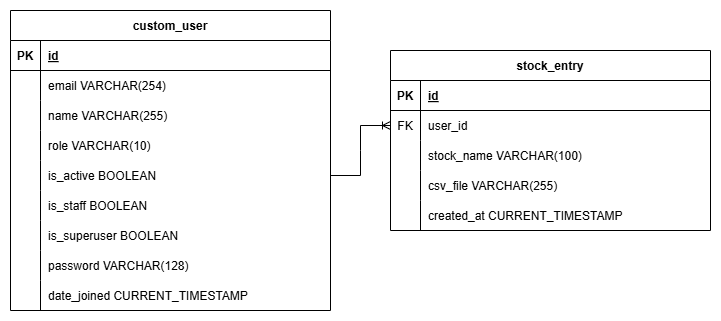 custom_user
PK id
email VARCHAR(254)
name VARCHAR(255)
role VARCHAR(10)
is_active BOOLEAN
is_staff BOOLEAN
is_superuser BOOLEAN
password VARCHAR(128)
date_joined CURRENT_TIMESTAMP
stock_entry
PK id
FK user_id
stock_name VARCHAR(100)
csv_file VARCHAR(255)
created_at CURRENT_TIMESTAMP